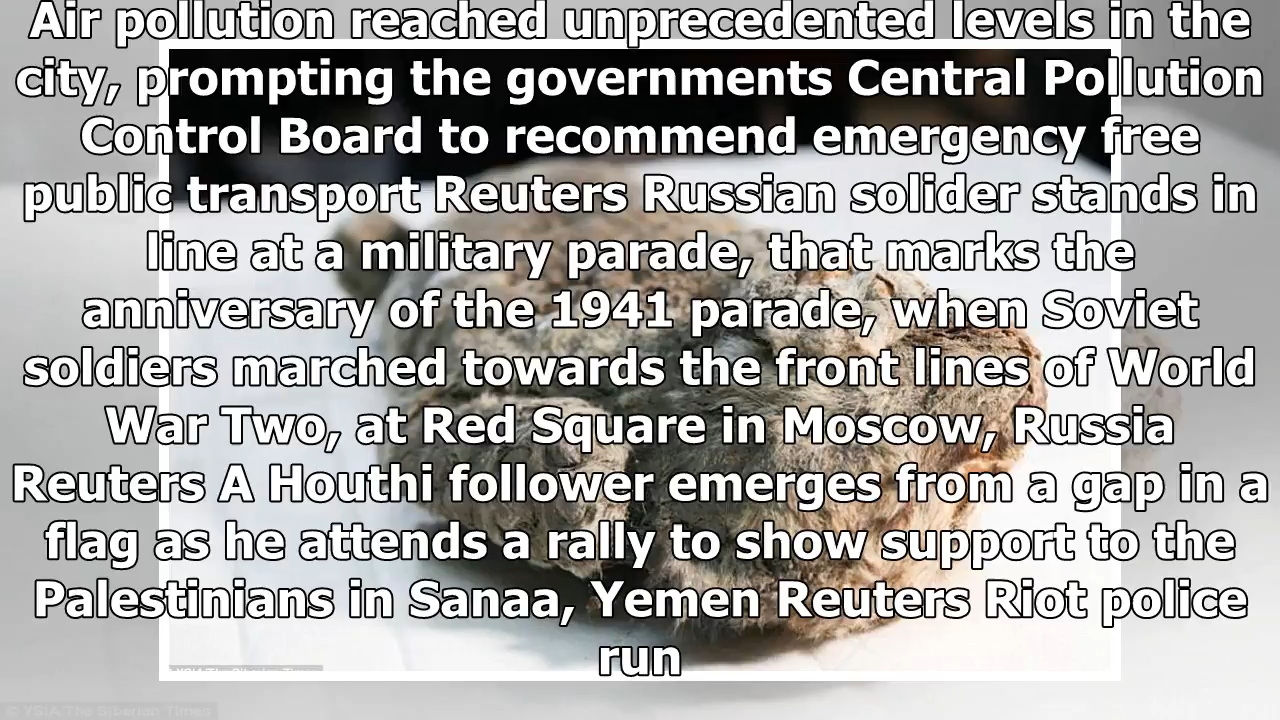 Air pollution reached unprecedented levels in the
city, prompting the governments Central Pollution
Control Board to recommend emergency free
public transport Reuters Russian solider stands in
line at a military parade, that marks the
anniversary of the 1941 parade, when Soviet
soldiers marched towards the front lines of World
War Two, at Red Square in Moscow, Russia
Reuters A Houthi follower emerges from a gap in a
flag as he attends a rally to show support to the
Palestinians in Sanaa, Yemen Reuters Riot police
run
© YSIA/The Siberian Times